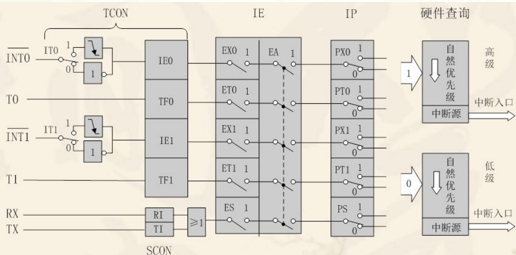 TCON IE IP 硬件查询
INT0 IT0 1 0 1 IE0 EX0 1 EA 1 PX0 1 0
T0 TF0 ET0 1 PT0 1 0
INT1 IT1 1 0 1 IE1 EX1 1 PX1 1 0
T1 TF1 ET1 1 PT1 1 0
RX RI ≥1 ES 1 PS 1 0
TX TI
SCON
1 自然优先级 高级
中断源 中断入口
0 自然优先级 低级
中断源 中断入口